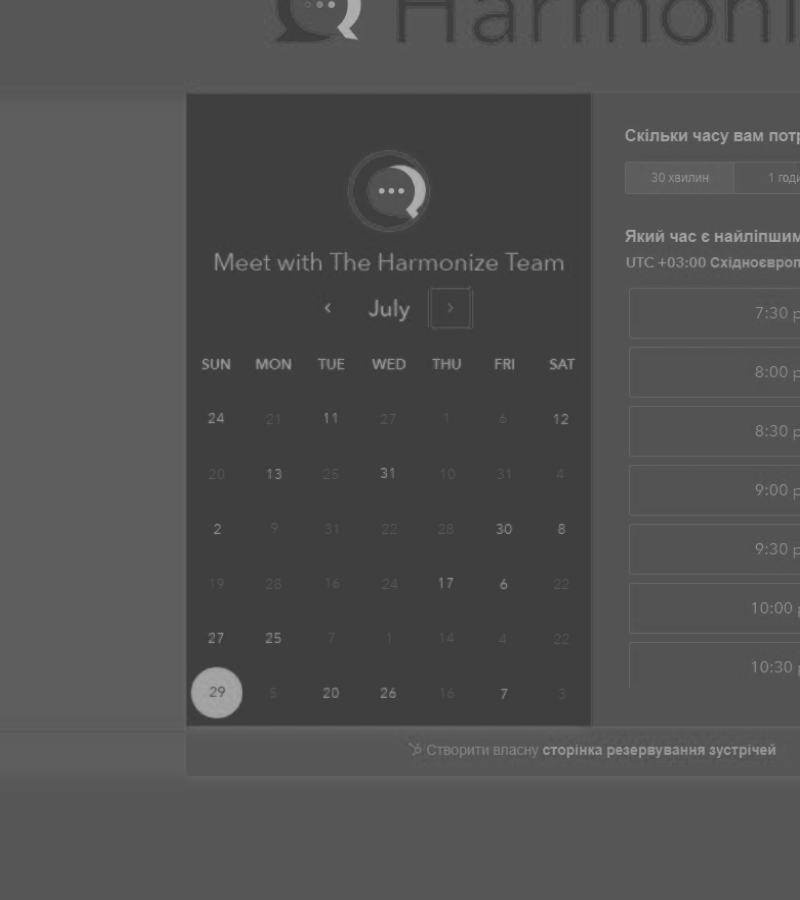 Harmoni
Скільки часу вам потр
30 хвилин 1 годи
Meet with The Harmonize Team
Який час є найліпшим
UTC +03:00 Східноєвроп
‹ July ›
SUN MON TUE WED THU FRI SAT
24 21 11 27 1 6 12
20 13 25 31 10 31 4
2 9 31 22 28 30 8
19 28 16 24 17 6 22
27 25 7 1 14 4 22
29 5 20 26 16 7 3
7:30 p
8:00 p
8:30 p
9:00 p
9:30 p
10:00 p
10:30 p
Створити власну сторінка резервування зустрічей